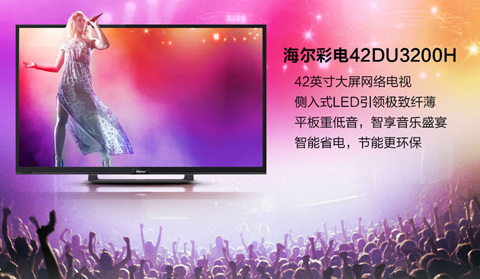 海尔彩电42DU3200H
42英寸大屏网络电视
侧入式LED引领极致纤薄
平板重低音，智享音乐盛宴
智能省电，节能更环保
Haier